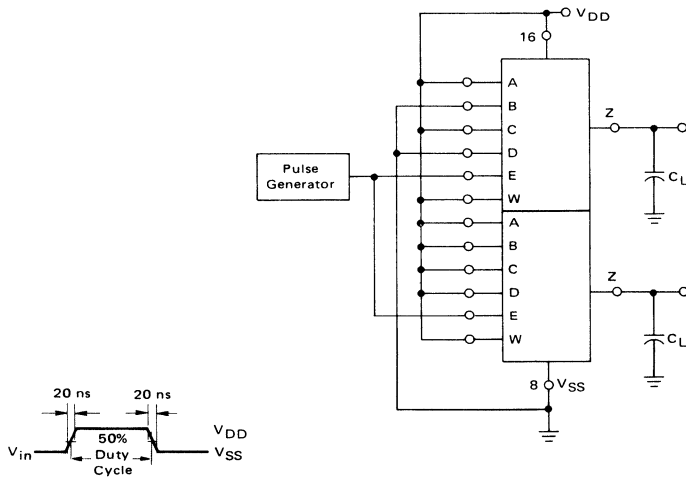 V_DD
16
A
B
C
D
E
W
Z
C_L
Pulse
Generator
A
B
C
D
E
W
Z
C_L
8 V_SS
20 ns 20 ns
V_DD
V_in
50%
V_SS
Duty
Cycle